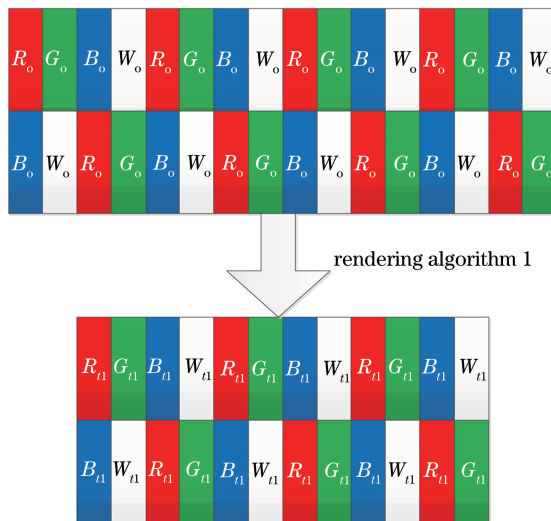 Ro Go Bo Wo Ro Go Bo Wo Ro Go Bo Wo Ro Go Bo Wo
Bo Wo Ro Go Bo Wo Ro Go Bo Wo Ro Go Bo Wo Ro Go
rendering algorithm 1
Rt1 Gt1 Bt1 Wt1 Rt1 Gt1 Bt1 Wt1 Rt1 Gt1 Bt1 Wt1
Bt1 Wt1 Rt1 Gt1 Bt1 Wt1 Rt1 Gt1 Bt1 Wt1 Rt1 Gt1